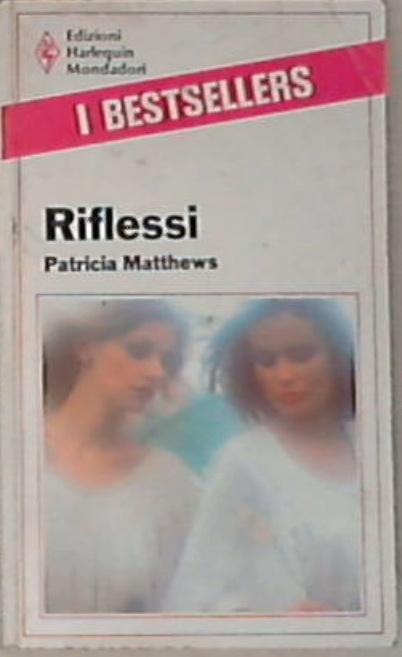 Edizioni
Harlequin
Mondadori
I BESTSELLERS
Riflessi
Patricia Matthews